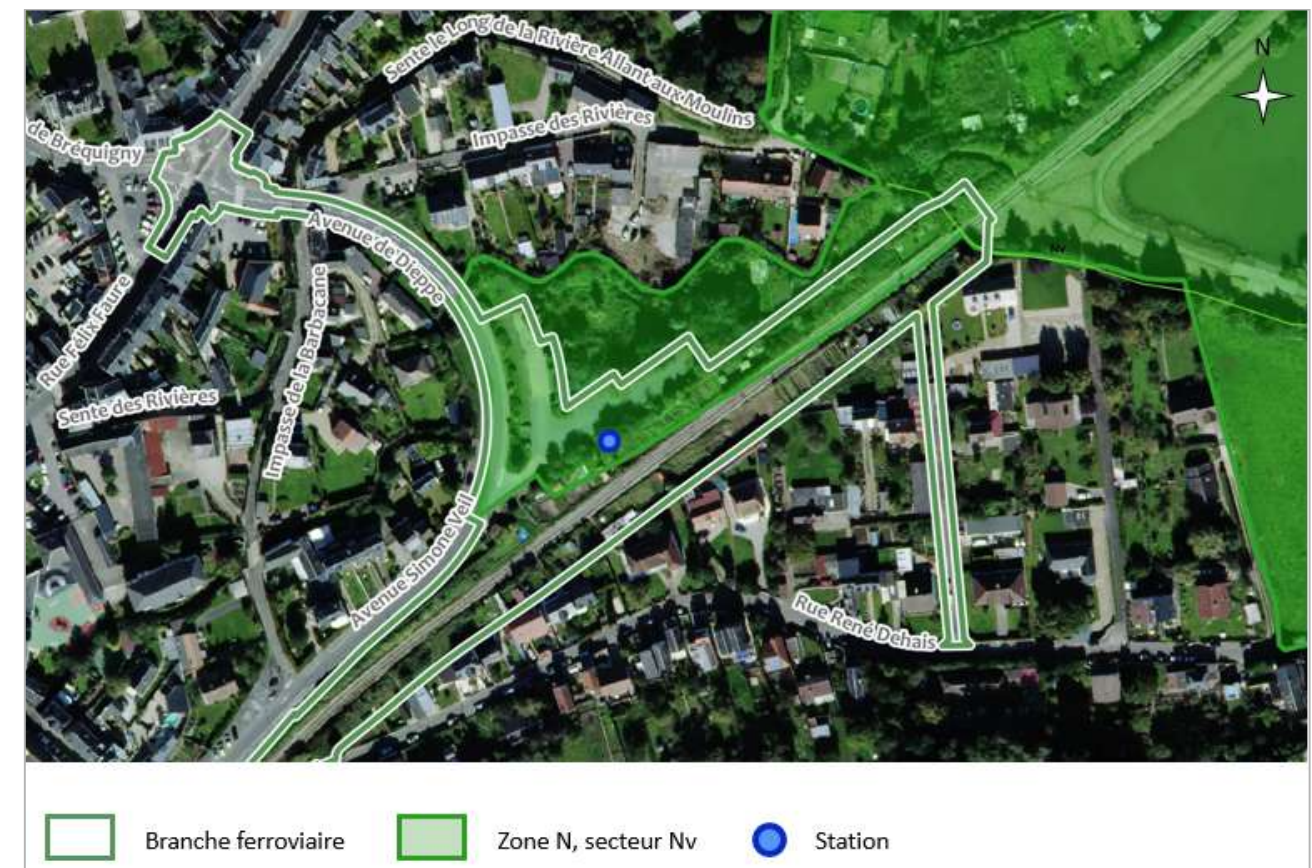 N
Sente le Long de la Rivière Allant aux Moulins
Impasse des Rivières
de Bréquigny
Avenue de Dieppe
Nv
Rue Félix Faure
Impasse de la Barbacane
Sente des Rivières
Avenue Simone Veil
Rue René Dehais
Branche ferroviaire
Zone N, secteur Nv
Station